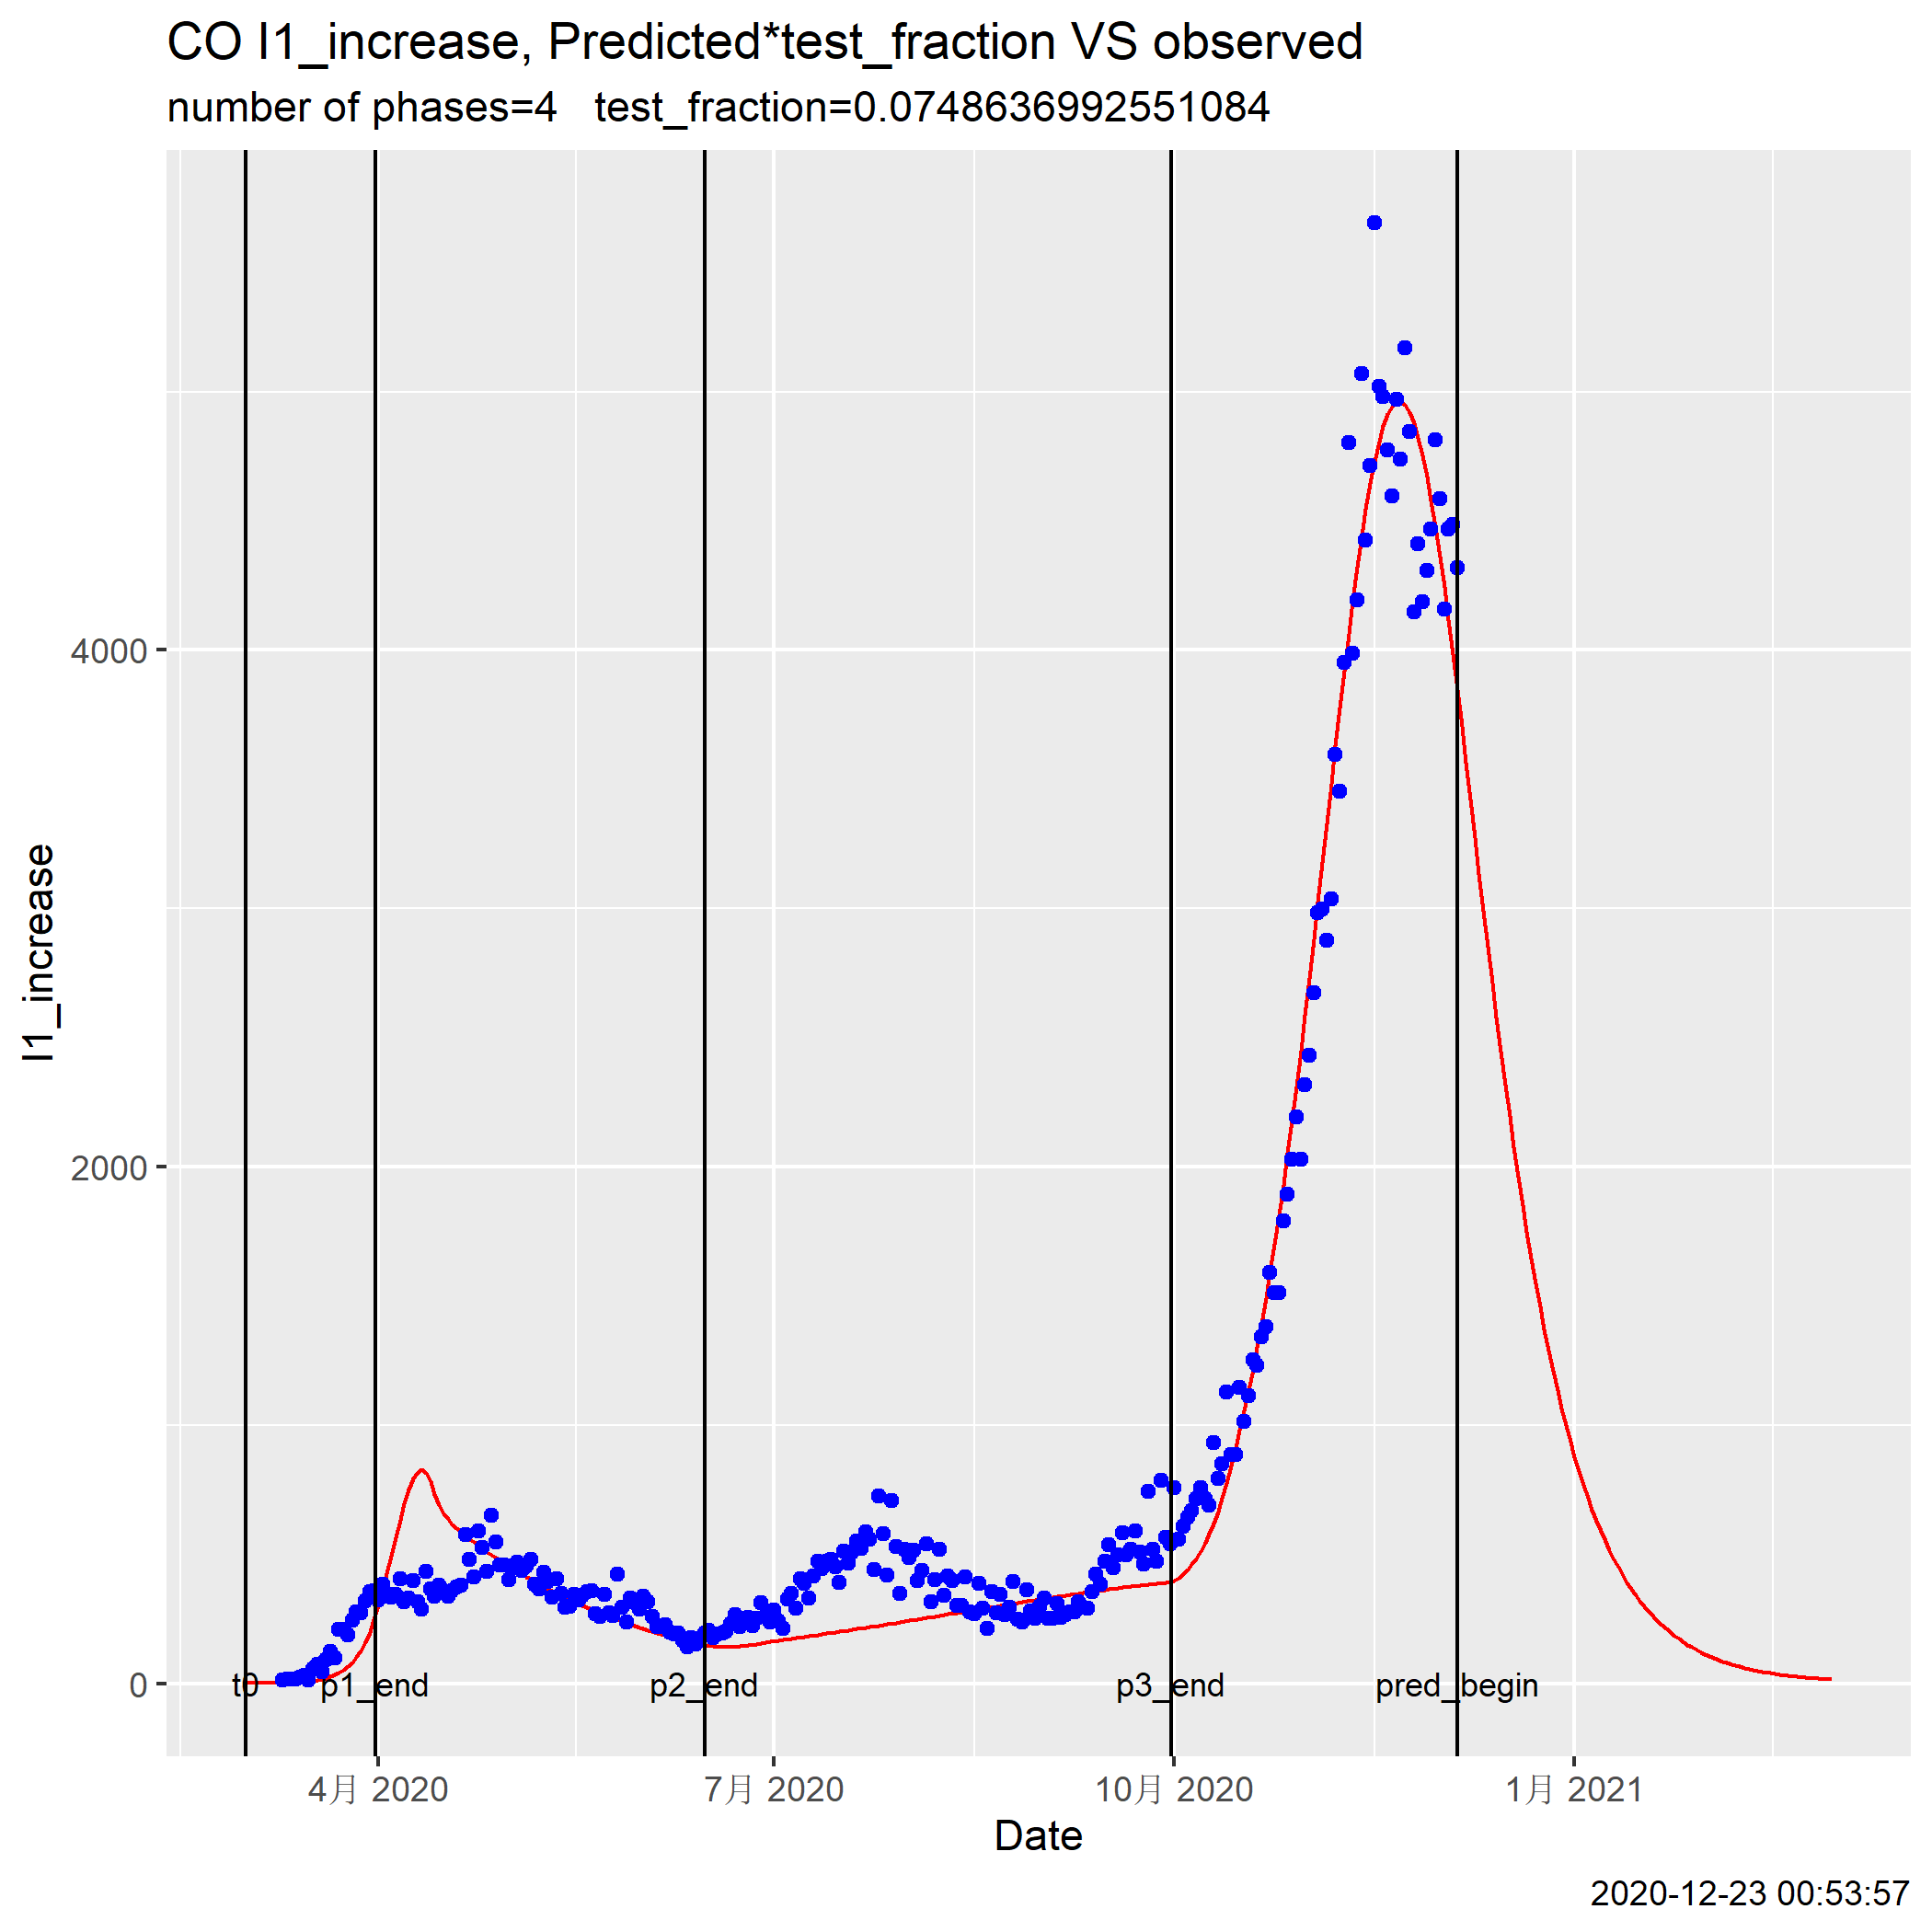 CO I1_increase, Predicted*test_fraction VS observed
number of phases=4   test_fraction=0.0748636992551084
I1_increase
4000
2000
0
t0
p1_end
p2_end
p3_end
pred_begin
4月 2020
7月 2020
10月 2020
1月 2021
Date
2020-12-23 00:53:57